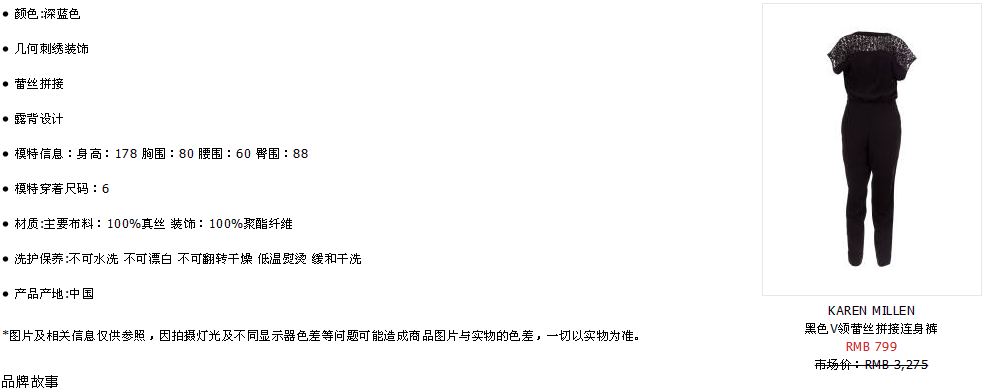 颜色:深蓝色
几何刺绣装饰
蕾丝拼接
露背设计
模特信息：身高：178 胸围：80 腰围：60 臀围：88
模特穿着尺码：6
材质:主要布料：100%真丝 装饰：100%聚酯纤维
洗护保养:不可水洗 不可漂白 不可翻转干燥 低温熨烫 缓和干洗
产品产地:中国
*图片及相关信息仅供参照，因拍摄灯光及不同显示器色差等问题可能造成商品图片与实物的色差，一切以实物为准。
品牌故事
KAREN MILLEN
黑色V领蕾丝拼接连身裤
RMB 799
市场价：RMB 3,275